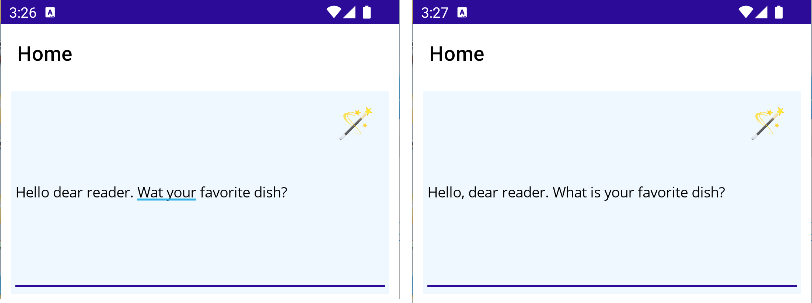 3:26
Home
Hello dear reader. Wat your favorite dish?
3:27
Home
Hello, dear reader. What is your favorite dish?